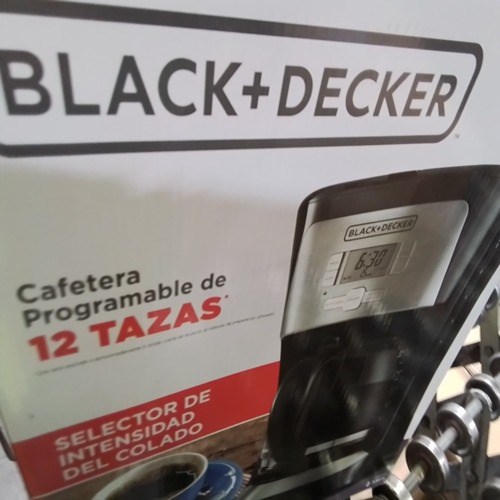 BLACK+DECKER
BLACK+DECKER
6:30
Cafetera
Programable de
12 TAZAS*
SELECTOR DE
INTENSIDAD
DEL COLADO